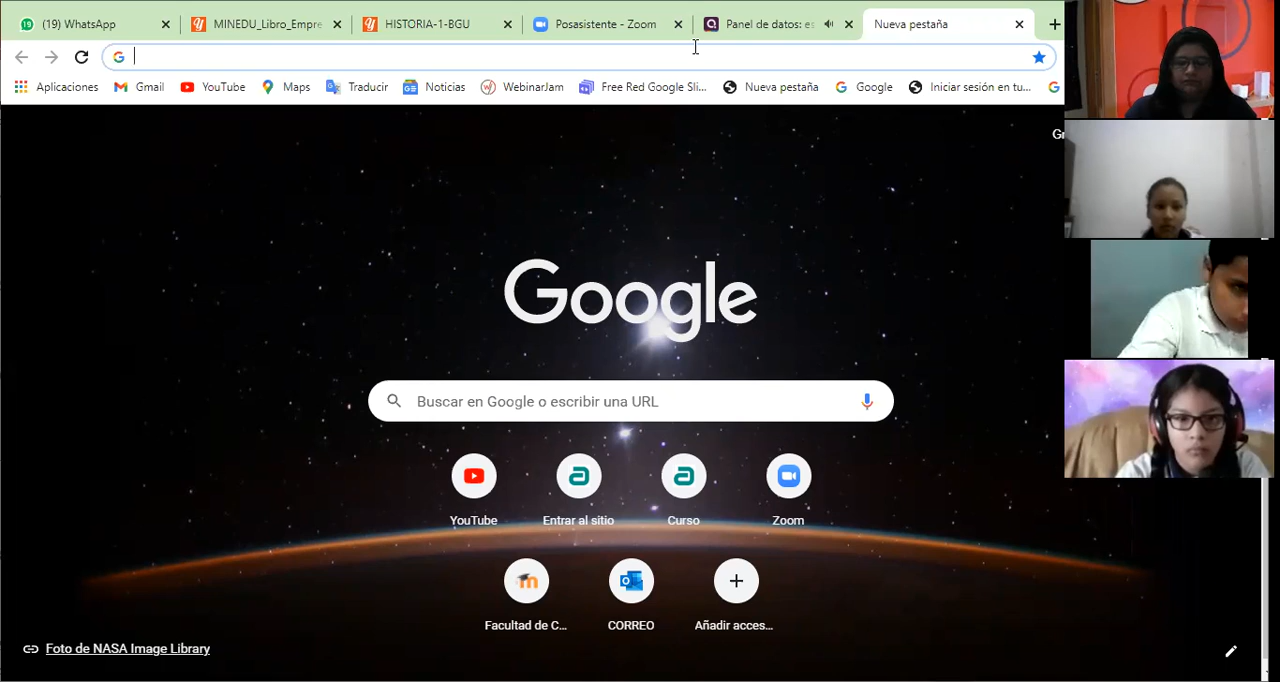 (19) WhatsApp
MINEDU_Libro_Empre
HISTORIA-1-BGU
Posasistente - Zoom
Panel de datos: es
Nueva pestaña
Aplicaciones
Gmail
YouTube
Maps
Traducir
Noticias
WebinarJam
Free Red Google Sli...
Nueva pestaña
Google
Iniciar sesión en tu...
Gr
Google
Buscar en Google o escribir una URL
YouTube
Entrar al sitio
Curso
Zoom
Facultad de C...
CORREO
Añadir acces...
Foto de NASA Image Library